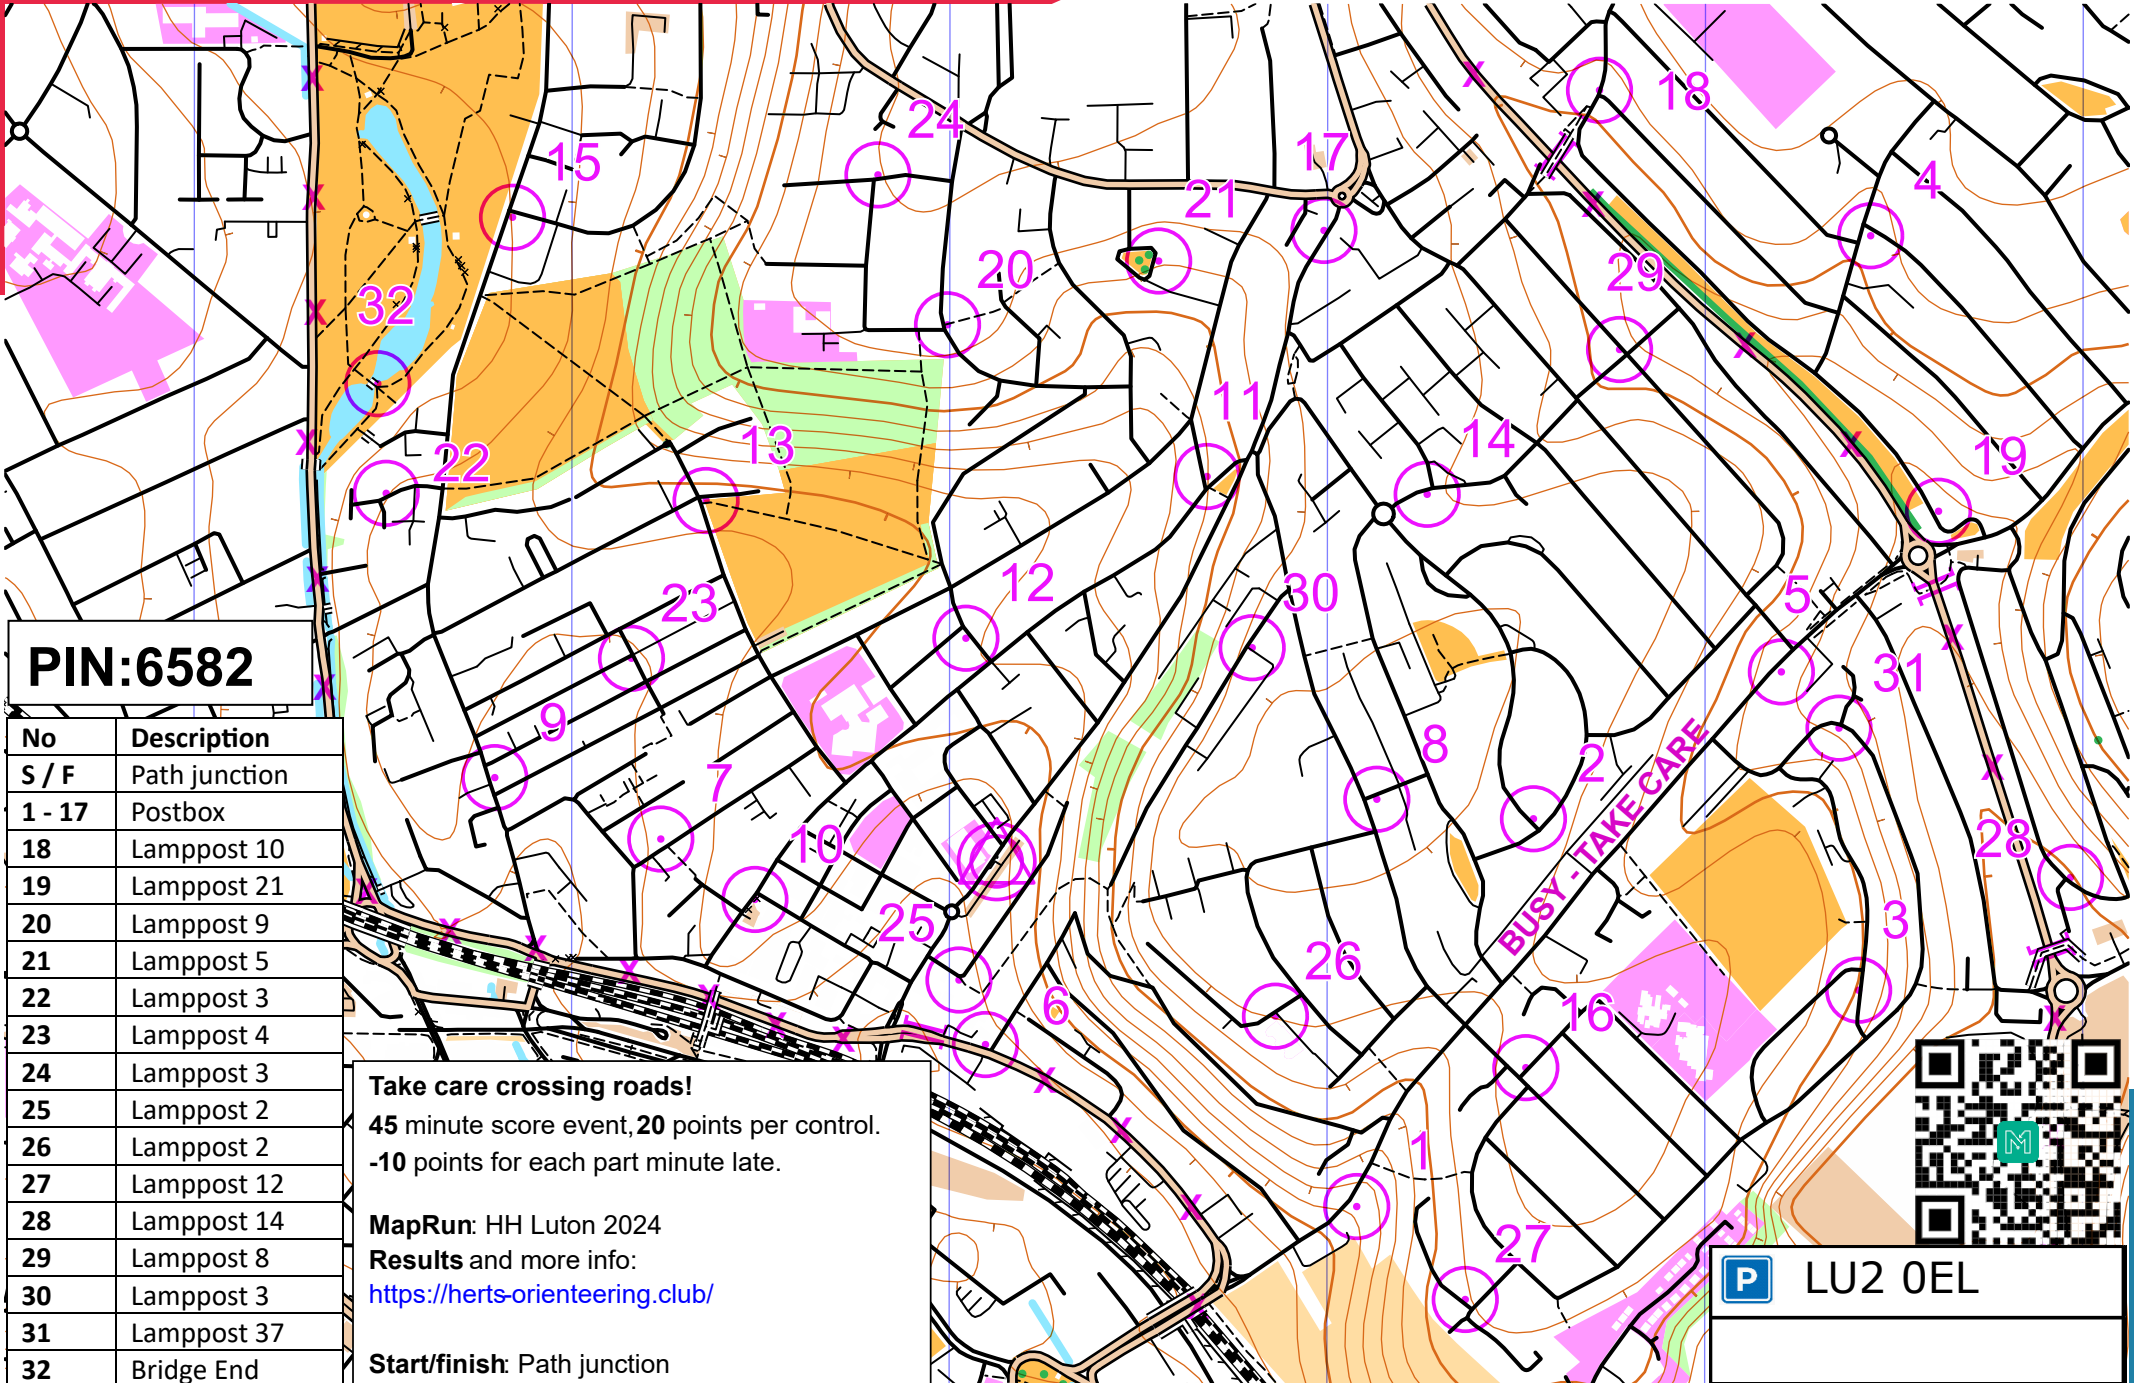 24
18
15
17
4
21
20
29
32
11
14
22
13
19
12
30
5
23
31
PIN:6582
9
7
8
2
BUSY - TAKE CARE
10
28
25
26
3
6
16
1
27
No Description
S / F Path junction
1 - 17 Postbox
18 Lamppost 10
19 Lamppost 21
20 Lamppost 9
21 Lamppost 5
22 Lamppost 3
23 Lamppost 4
24 Lamppost 3
25 Lamppost 2
26 Lamppost 2
27 Lamppost 12
28 Lamppost 14
29 Lamppost 8
30 Lamppost 3
31 Lamppost 37
32 Bridge End
Take care crossing roads!
45 minute score event, 20 points per control.
-10 points for each part minute late.
MapRun: HH Luton 2024
Results and more info:
https://herts-orienteering.club/
Start/finish: Path junction
M
P LU2 0EL